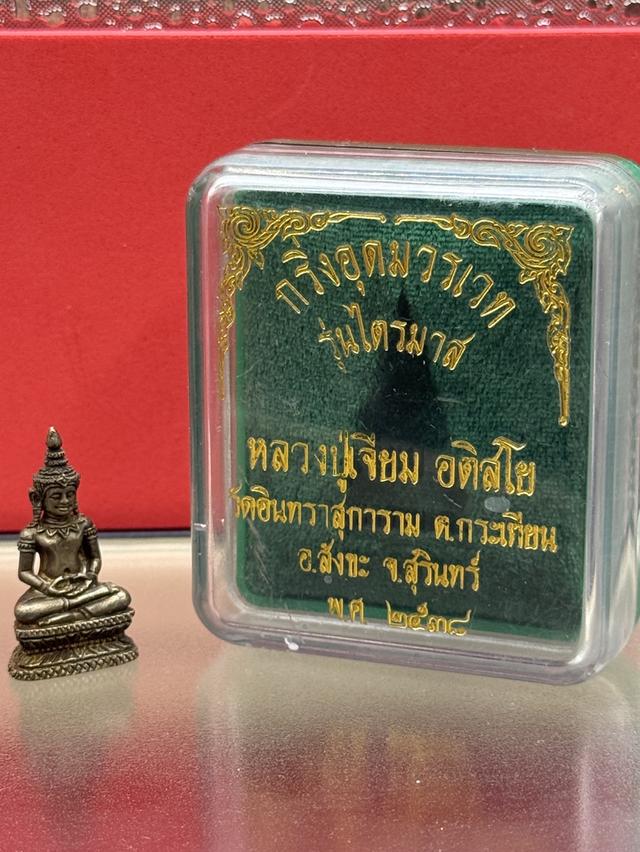 กริ่งอุดมวรเวท
รุ่นไตรมาส
หลวงปู่เจียม อติสโย
วัดอินทราสุการาม ต.กระเทียม
อ.สังขะ จ.สุรินทร์
พ.ศ. ๒๕๓๘